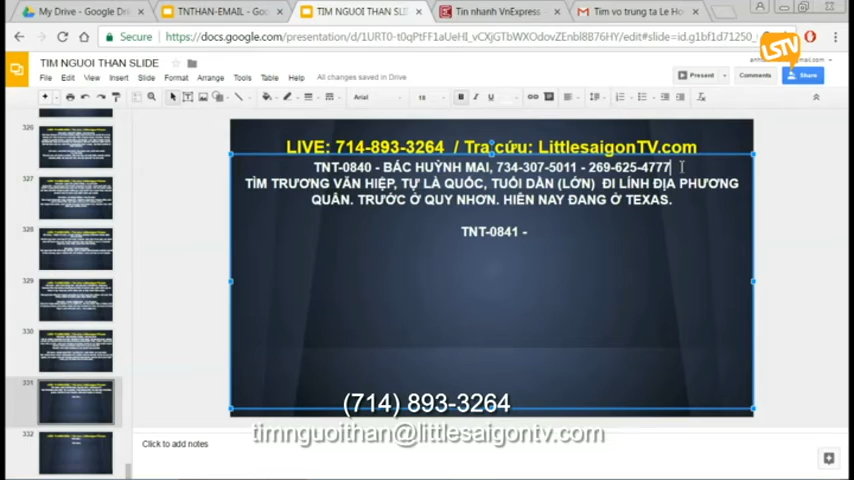 My Drive - Google Dr
TNTHAN-EMAIL - Goo
TIM NGUOI THAN SLI
Tin nhanh VnExpress
Tim vo trung ta Le Ho
Secure
https://docs.google.com/presentation/d/1URT0-t0qPtFF1aUeHI_vCXjGTbWXOdovZEnbl8B76HY/edit#slide=id.g1bf1d71250_
LSTV
TIM NGUOI THAN SLIDE
File Edit View Insert Slide Format Arrange Tools Table Help All changes saved in Drive
Present
Comments
Share
Arial
18
LIVE: 714-893-3264 / Tra cứu: LittlesaigonTV.com
TNT-0840 - BÁC HUỲNH MAI, 734-307-5011 - 269-625-4777
TÌM TRƯƠNG VĂN HIỆP, TỰ LÀ QUỐC, TUỔI DẦN (LỚN) ĐI LÍNH ĐỊA PHƯƠNG
QUÂN. TRƯỚC Ở QUY NHƠN. HIỆN NAY ĐANG Ở TEXAS.
TNT-0841 -
326
327
328
329
330
331
332
(714) 893-3264
timnguoithan@littlesaigontv.com
Click to add notes